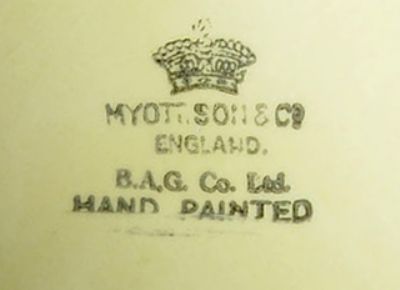 MYOTT. SON & Co
ENGLAND.
B.A.G. Co. Ltd.
HAND PAINTED